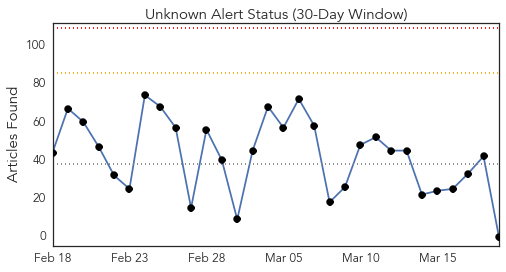 Unknown Alert Status (30-Day Window)
Articles Found
100
80
60
40
20
0
Feb 18
Feb 23
Feb 28
Mar 05
Mar 10
Mar 15